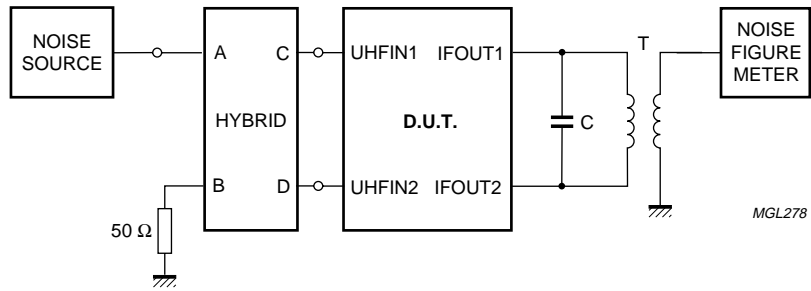 NOISE
SOURCE
A
C
HYBRID
B
D
50 Ω
UHFIN1
IFOUT1
D.U.T.
UHFIN2
IFOUT2
C
T
NOISE
FIGURE
METER
MGL278